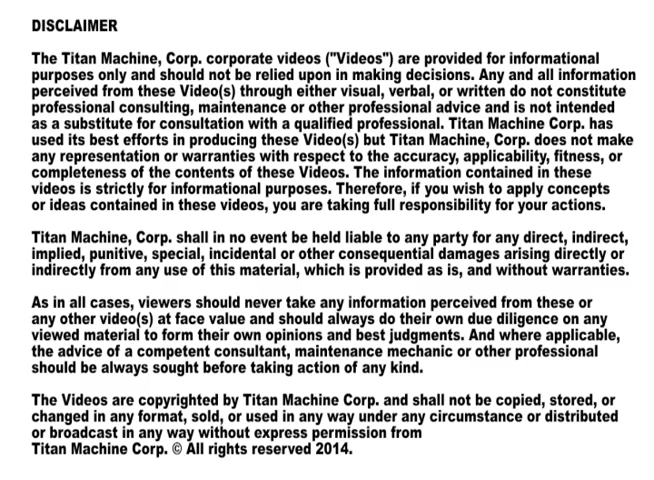 DISCLAIMER
The Titan Machine, Corp. corporate videos ("Videos") are provided for informational
purposes only and should not be relied upon in making decisions. Any and all information
perceived from these Video(s) through either visual, verbal, or written do not constitute
professional consulting, maintenance or other professional advice and is not intended
as a substitute for consultation with a qualified professional. Titan Machine Corp. has
used its best efforts in producing these Video(s) but Titan Machine, Corp. does not make
any representation or warranties with respect to the accuracy, applicability, fitness, or
completeness of the contents of these Videos. The information contained in these
videos is strictly for informational purposes. Therefore, if you wish to apply concepts
or ideas contained in these videos, you are taking full responsibility for your actions.
Titan Machine, Corp. shall in no event be held liable to any party for any direct, indirect,
implied, punitive, special, incidental or other consequential damages arising directly or
indirectly from any use of this material, which is provided as is, and without warranties.
As in all cases, viewers should never take any information perceived from these or
any other video(s) at face value and should always do their own due diligence on any
viewed material to form their own opinions and best judgments. And where applicable,
the advice of a competent consultant, maintenance mechanic or other professional
should be always sought before taking action of any kind.
The Videos are copyrighted by Titan Machine Corp. and shall not be copied, stored, or
changed in any format, sold, or used in any way under any circumstance or distributed
or broadcast in any way without express permission from
Titan Machine Corp. © All rights reserved 2014.